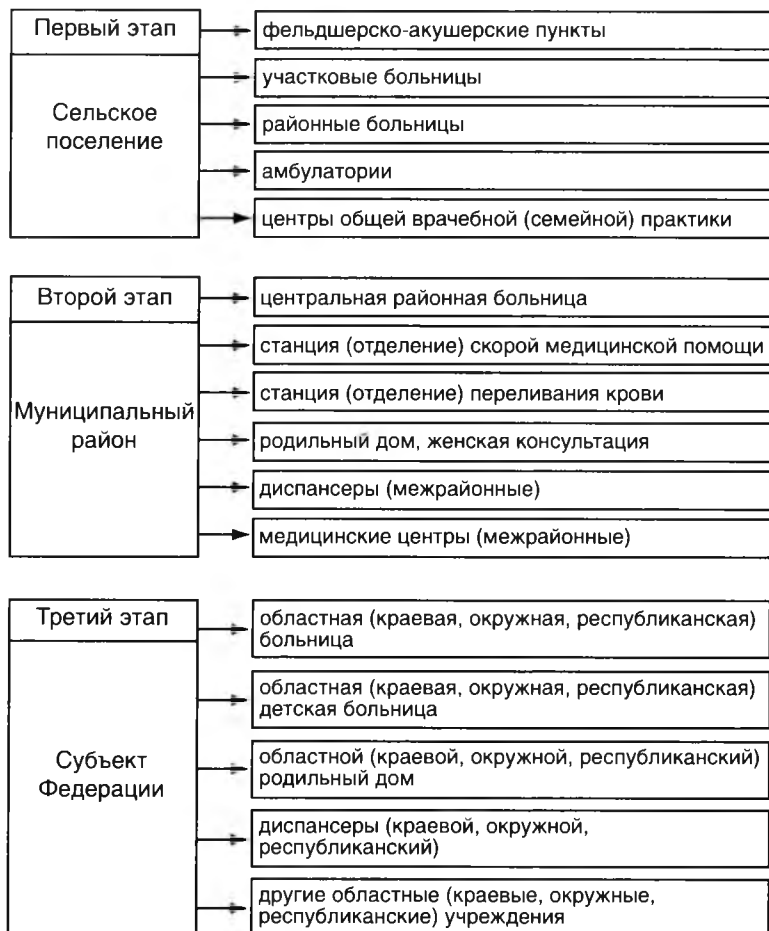 Первый этап
фельдшерско-акушерские пункты
участковые больницы
Сельское
поселение
районные больницы
амбулатории
центры общей врачебной (семейной) практики
Второй этап
центральная районная больница
станция (отделение) скорой медицинской помощи
Муниципальный
район
станция (отделение) переливания крови
родильный дом, женская консультация
диспансеры (межрайонные)
медицинские центры (межрайонные)
Третий этап
областная (краевая, окружная, республиканская)
больница
областная (краевая, окружная, республиканская)
детская больница
Субъект
Федерации
областной (краевой, окружной, республиканский)
родильный дом
диспансеры (краевой, окружной,
республиканский)
другие областные (краевые, окружные,
республиканские) учреждения